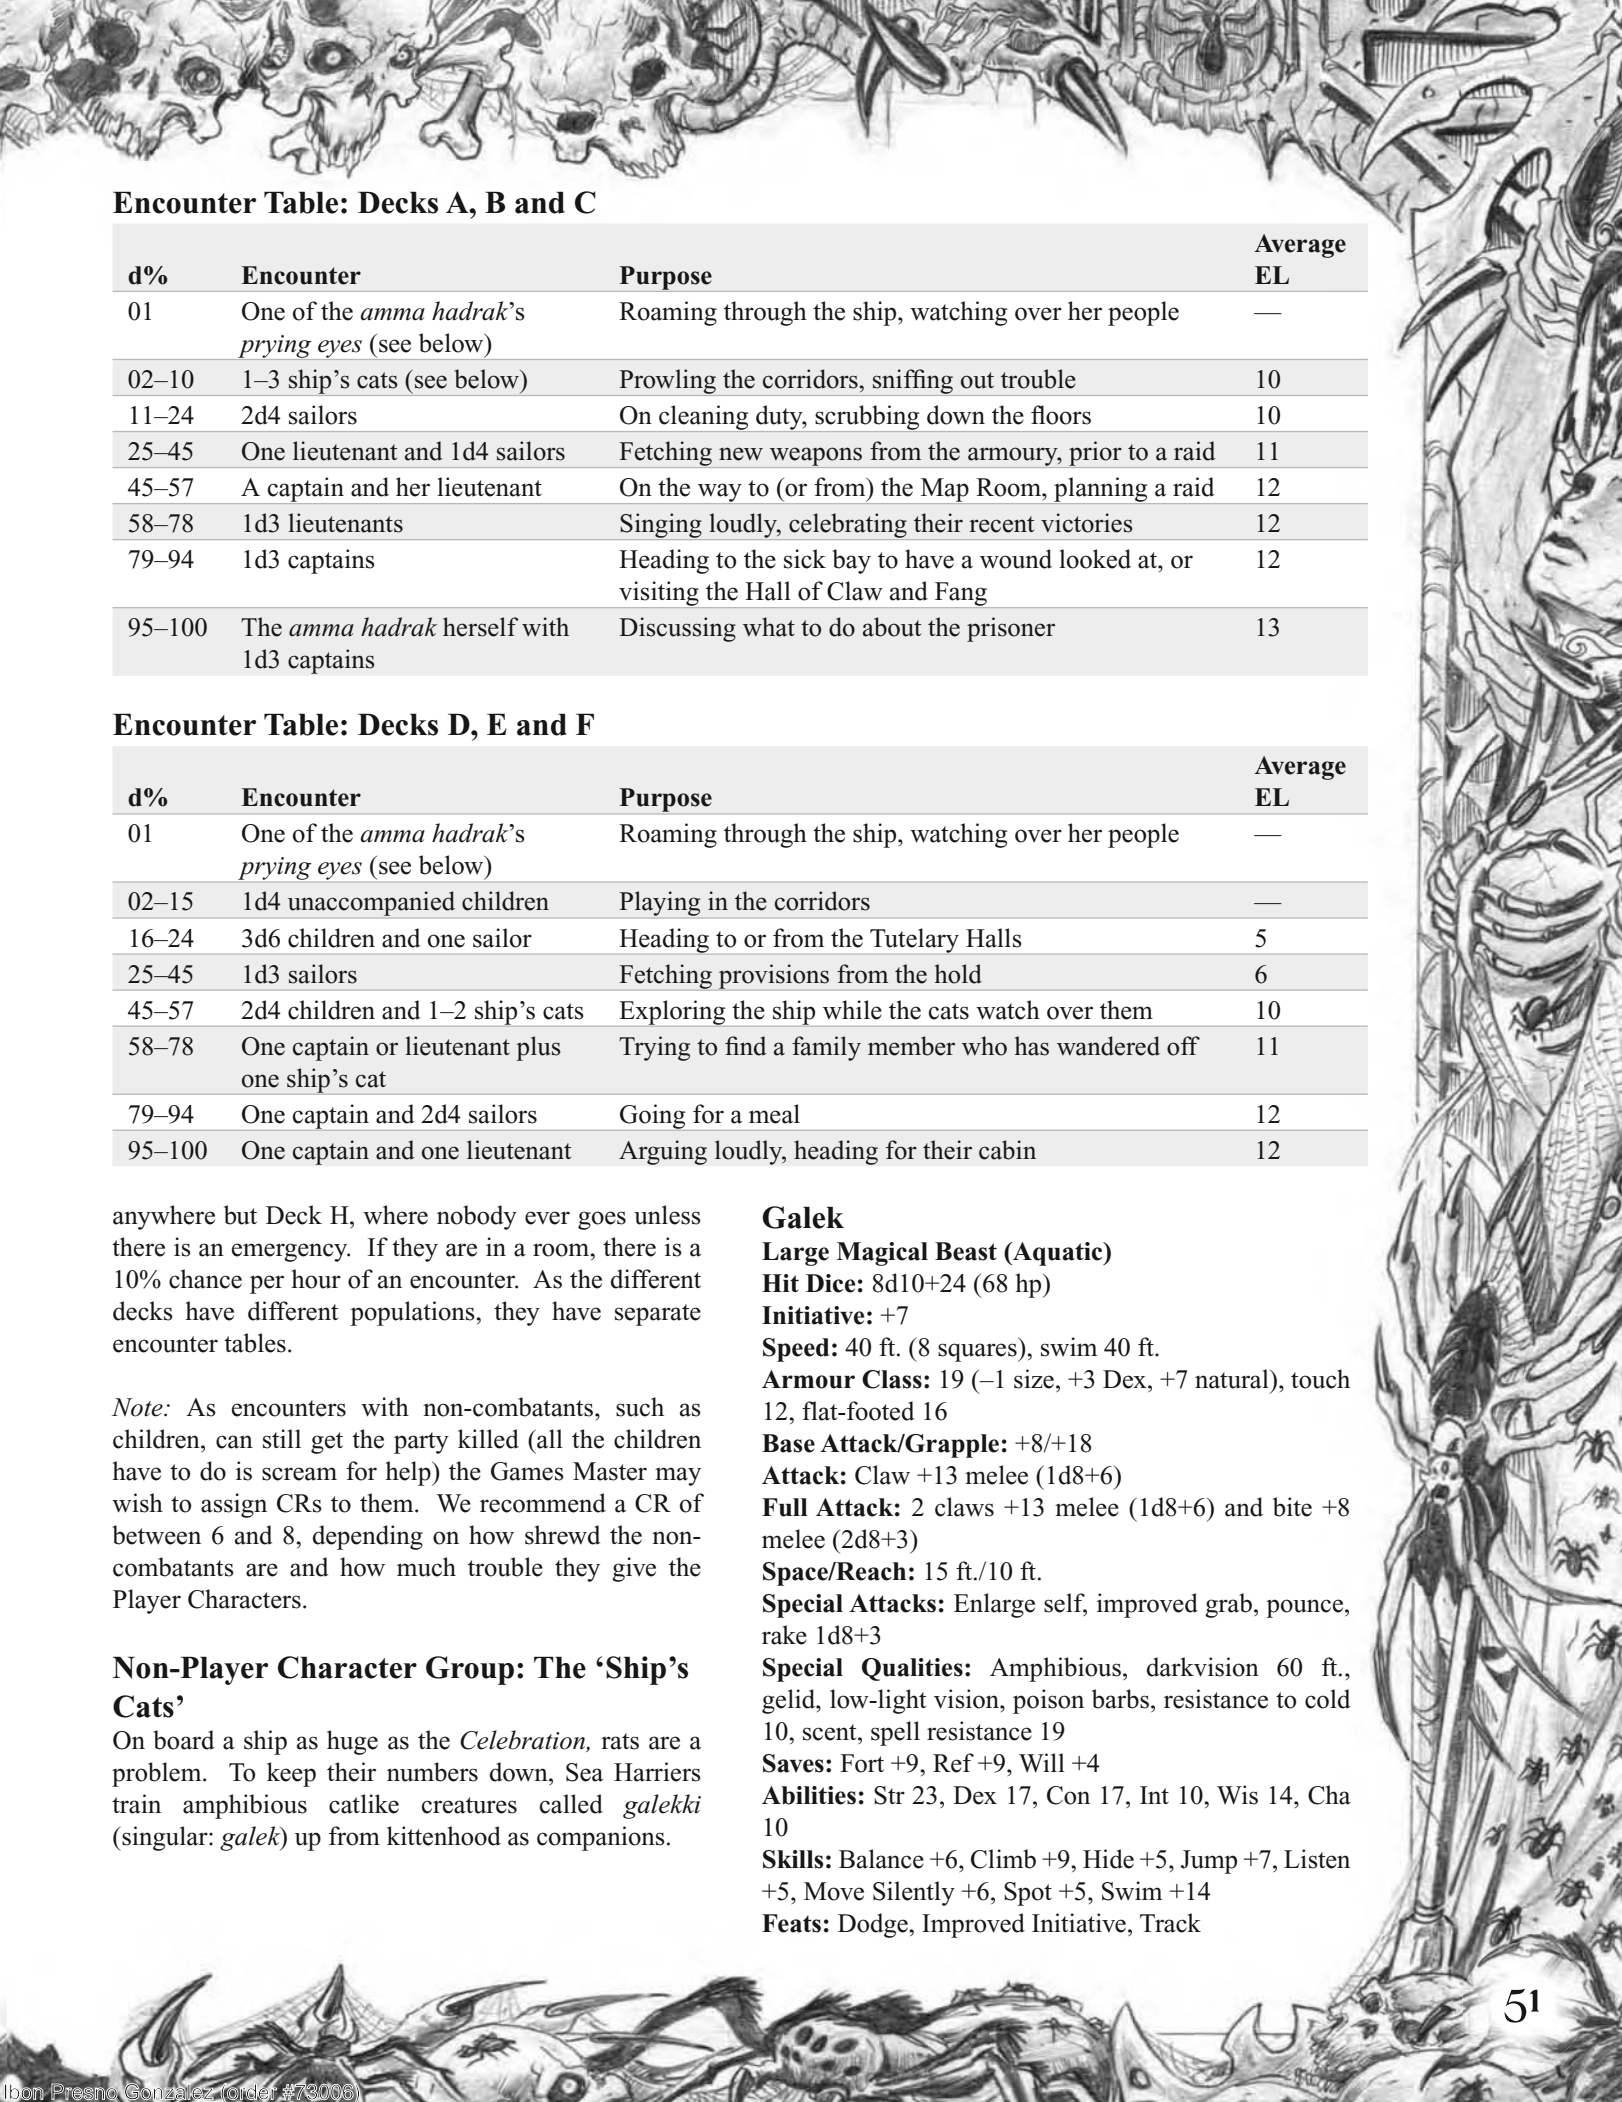 Encounter Table: Decks A, B and C
Average
d% Encounter Purpose EL
01 One of the amma hadrak’s Roaming through the ship, watching over her people —
prying eyes (see below)
02–10 1–3 ship’s cats (see below) Prowling the corridors, sniffing out trouble 10
11–24 2d4 sailors On cleaning duty, scrubbing down the floors 10
25–45 One lieutenant and 1d4 sailors Fetching new weapons from the armoury, prior to a raid 11
45–57 A captain and her lieutenant On the way to (or from) the Map Room, planning a raid 12
58–78 1d3 lieutenants Singing loudly, celebrating their recent victories 12
79–94 1d3 captains Heading to the sick bay to have a wound looked at, or 12
visiting the Hall of Claw and Fang
95–100 The amma hadrak herself with Discussing what to do about the prisoner 13
1d3 captains
Encounter Table: Decks D, E and F
Average
d% Encounter Purpose EL
01 One of the amma hadrak’s Roaming through the ship, watching over her people —
prying eyes (see below)
02–15 1d4 unaccompanied children Playing in the corridors —
16–24 3d6 children and one sailor Heading to or from the Tutelary Halls 5
25–45 1d3 sailors Fetching provisions from the hold 6
45–57 2d4 children and 1–2 ship’s cats Exploring the ship while the cats watch over them 10
58–78 One captain or lieutenant plus Trying to find a family member who has wandered off 11
one ship’s cat
79–94 One captain and 2d4 sailors Going for a meal 12
95–100 One captain and one lieutenant Arguing loudly, heading for their cabin 12
anywhere but Deck H, where nobody ever goes unless
there is an emergency. If they are in a room, there is a
10% chance per hour of an encounter. As the different
decks have different populations, they have separate
encounter tables.
Note: As encounters with non-combatants, such as
children, can still get the party killed (all the children
have to do is scream for help) the Games Master may
wish to assign CRs to them. We recommend a CR of
between 6 and 8, depending on how shrewd the non-
combatants are and how much trouble they give the
Player Characters.
Non-Player Character Group: The ‘Ship’s
Cats’
On board a ship as huge as the Celebration, rats are a
problem. To keep their numbers down, Sea Harriers
train amphibious catlike creatures called galekki
(singular: galek) up from kittenhood as companions.
Galek
Large Magical Beast (Aquatic)
Hit Dice: 8d10+24 (68 hp)
Initiative: +7
Speed: 40 ft. (8 squares), swim 40 ft.
Armour Class: 19 (–1 size, +3 Dex, +7 natural), touch
12, flat-footed 16
Base Attack/Grapple: +8/+18
Attack: Claw +13 melee (1d8+6)
Full Attack: 2 claws +13 melee (1d8+6) and bite +8
melee (2d8+3)
Space/Reach: 15 ft./10 ft.
Special Attacks: Enlarge self, improved grab, pounce,
rake 1d8+3
Special Qualities: Amphibious, darkvision 60 ft.,
gelid, low-light vision, poison barbs, resistance to cold
10, scent, spell resistance 19
Saves: Fort +9, Ref +9, Will +4
Abilities: Str 23, Dex 17, Con 17, Int 10, Wis 14, Cha
10
Skills: Balance +6, Climb +9, Hide +5, Jump +7, Listen
+5, Move Silently +6, Spot +5, Swim +14
Feats: Dodge, Improved Initiative, Track
51
Ibon Presno Gonzalez (order #73006)